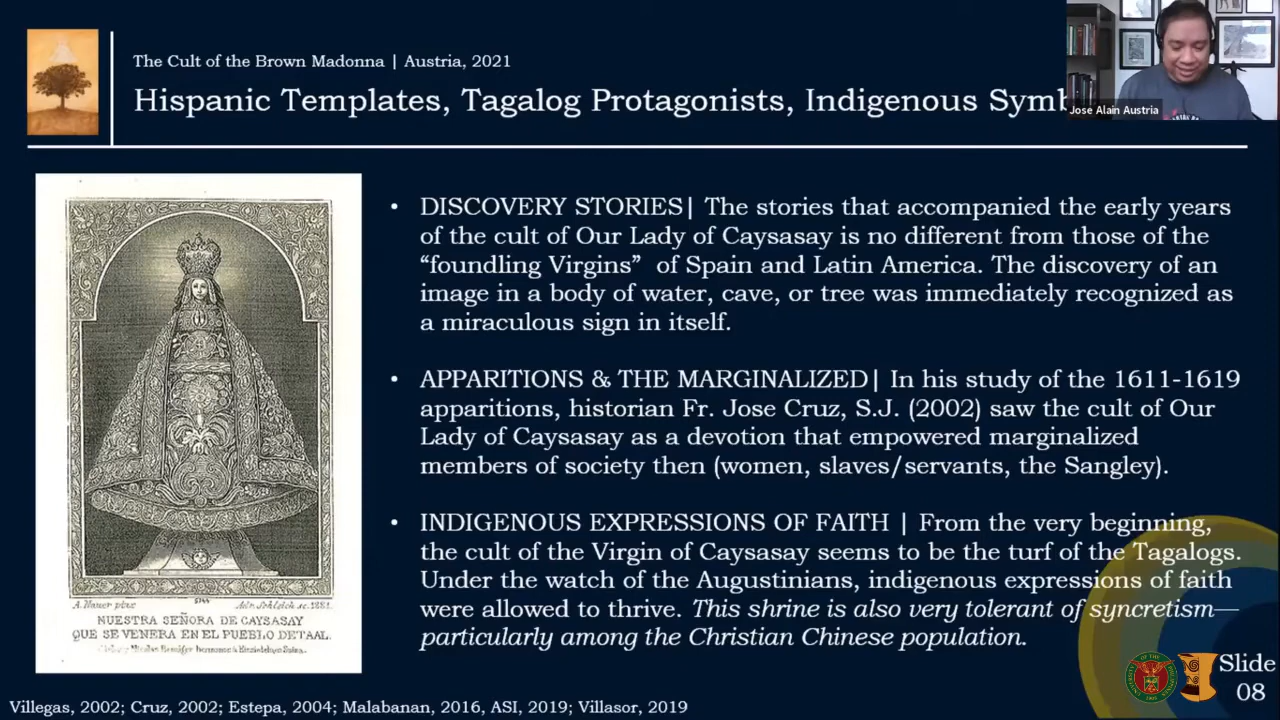 The Cult of the Brown Madonna | Austria, 2021
Hispanic Templates, Tagalog Protagonists, Indigenous Symb
Jose Alain Austria
• DISCOVERY STORIES| The stories that accompanied the early years
of the cult of Our Lady of Caysasay is no different from those of the
“foundling Virgins” of Spain and Latin America. The discovery of an
image in a body of water, cave, or tree was immediately recognized as
a miraculous sign in itself.
• APPARITIONS & THE MARGINALIZED| In his study of the 1611-1619
apparitions, historian Fr. Jose Cruz, S.J. (2002) saw the cult of Our
Lady of Caysasay as a devotion that empowered marginalized
members of society then (women, slaves/servants, the Sangley).
• INDIGENOUS EXPRESSIONS OF FAITH | From the very beginning,
the cult of the Virgin of Caysasay seems to be the turf of the Tagalogs.
Under the watch of the Augustinians, indigenous expressions of faith
were allowed to thrive. This shrine is also very tolerant of syncretism—
particularly among the Christian Chinese population.
NUESTRA SEÑORA DE CAYSASAY
QUE SE VENERA EN EL PUEBLO DE TAAL.
Slide
08
Villegas, 2002; Cruz, 2002; Estepa, 2004; Malabanan, 2016, ASI, 2019; Villasor, 2019